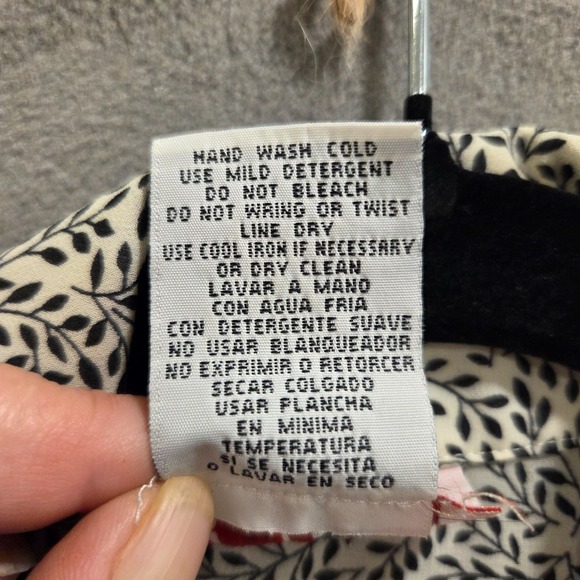 HAND WASH COLD
USE MILD DETERGENT
DO NOT BLEACH
DO NOT WRING OR TWIST
LINE DRY
USE COOL IRON IF NECESSARY
OR DRY CLEAN
LAVAR A MANO
CON AGUA FRIA
CON DETERGENTE SUAVE
NO USAR BLANQUEADOR
NO EXPRIMIR O RETORCER
SECAR COLGADO
USAR PLANCHA
EN MINIMA
TEMPERATURA
SI SE NECESITA
O LAVAR EN SECO